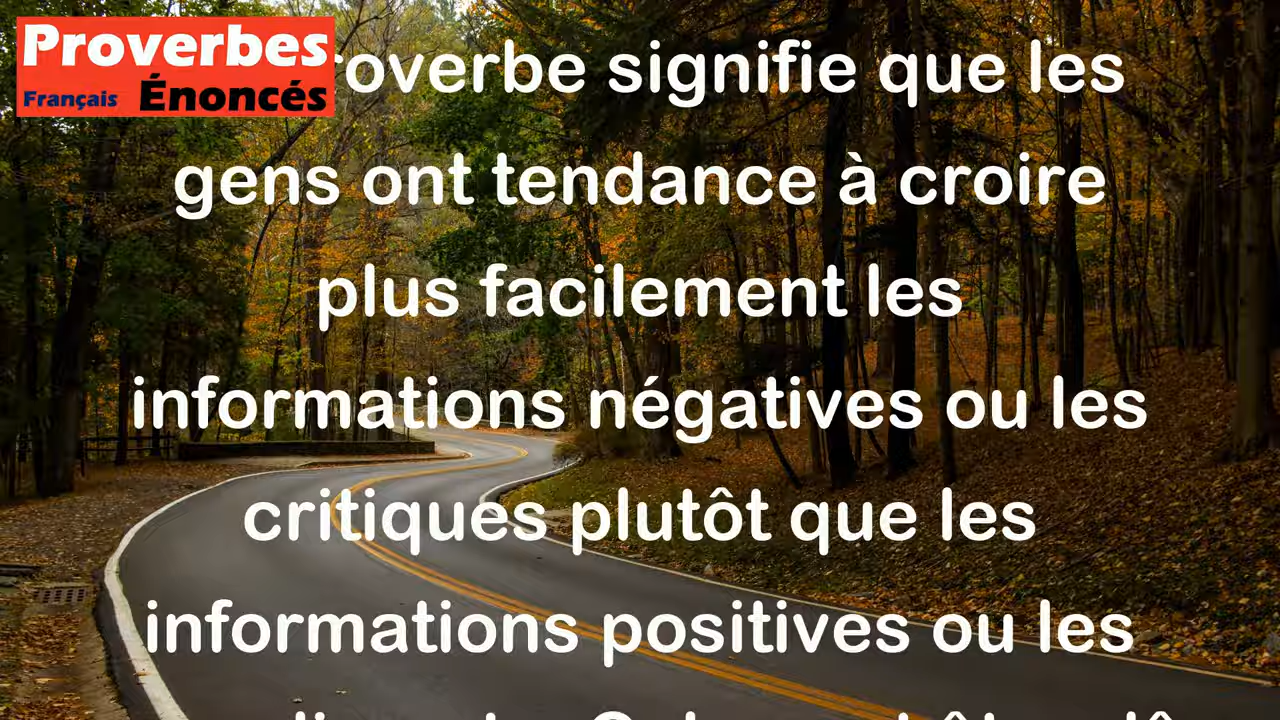 Proverbes
Français Énoncés
roverbe signifie que les
gens ont tendance à croire
plus facilement les
informations négatives ou les
critiques plutôt que les
informations positives ou les